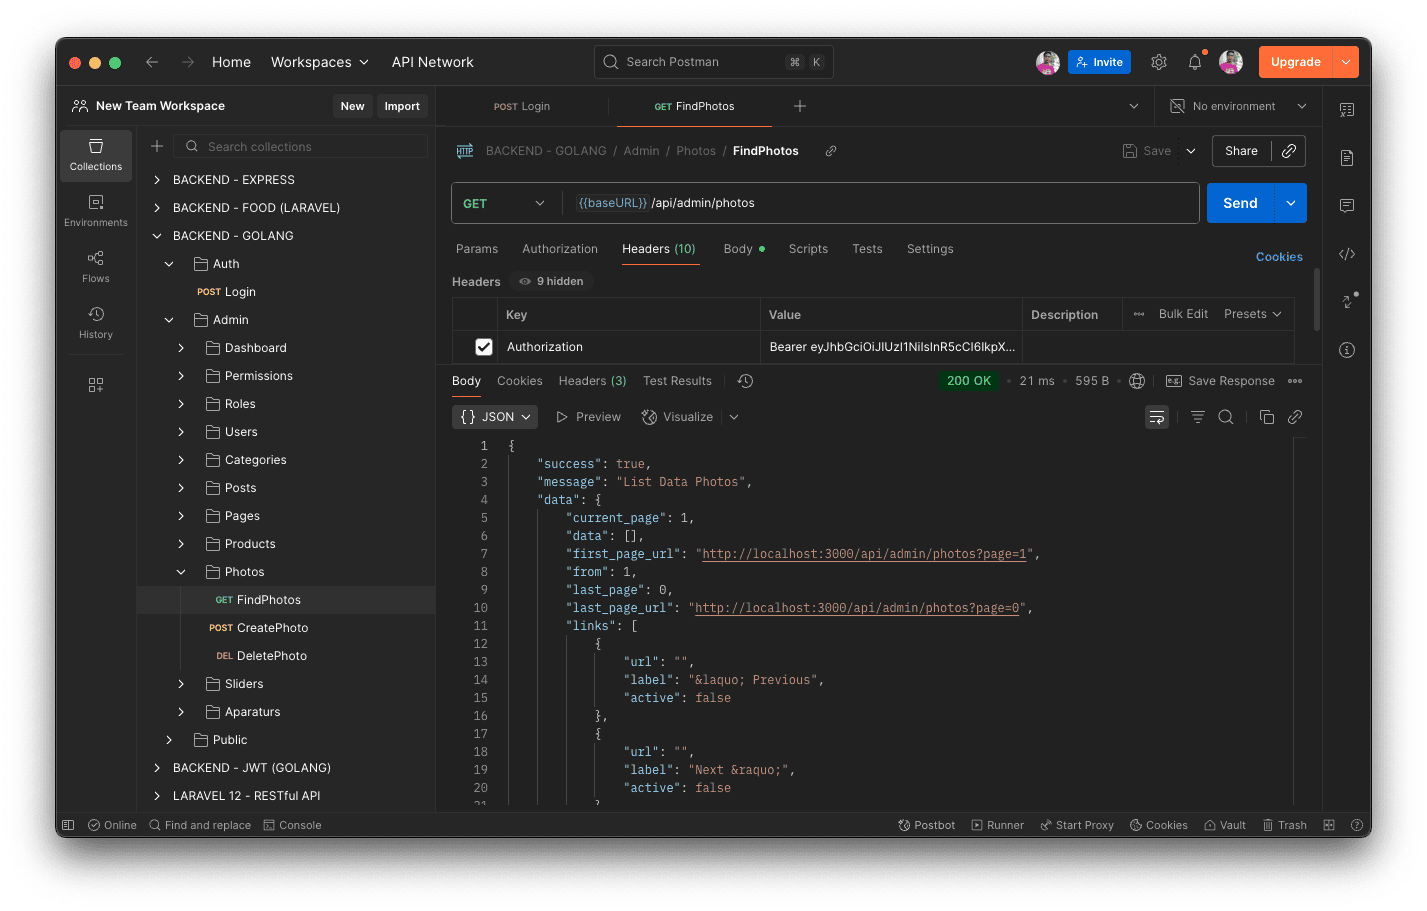 Home Workspaces API Network Search Postman ⌘ K Invite Upgrade
New Team Workspace New Import
POST Login GET FindPhotos No environment
Collections
Environments
Flows
History
Search collections
BACKEND - EXPRESS
BACKEND - FOOD (LARAVEL)
BACKEND - GOLANG
Auth
POST Login
Admin
Dashboard
Permissions
Roles
Users
Categories
Posts
Pages
Products
Photos
GET FindPhotos
POST CreatePhoto
DEL DeletePhoto
Sliders
Aparaturs
Public
BACKEND - JWT (GOLANG)
LARAVEL 12 - RESTful API
HTTP BACKEND - GOLANG / Admin / Photos / FindPhotos Save Share
GET {{baseURL}} /api/admin/photos Send
Params Authorization Headers (10) Body Scripts Tests Settings Cookies
Headers 9 hidden
Key Value Description Bulk Edit Presets
Authorization Bearer eyJhbGciOiJIUzI1NiIsInR5cCI6IkpX...
Body Cookies Headers (3) Test Results 200 OK 21 ms 595 B Save Response
{} JSON Preview Visualize
1 {
2 "success": true,
3 "message": "List Data Photos",
4 "data": {
5 "current_page": 1,
6 "data": [],
7 "first_page_url": "http://localhost:3000/api/admin/photos?page=1",
8 "from": 1,
9 "last_page": 0,
10 "last_page_url": "http://localhost:3000/api/admin/photos?page=0",
11 "links": [
12 {
13 "url": "",
14 "label": "&laquo; Previous",
15 "active": false
16 },
17 {
18 "url": "",
19 "label": "Next &raquo;",
20 "active": false
Online Find and replace Console Postbot Runner Start Proxy Cookies Vault Trash